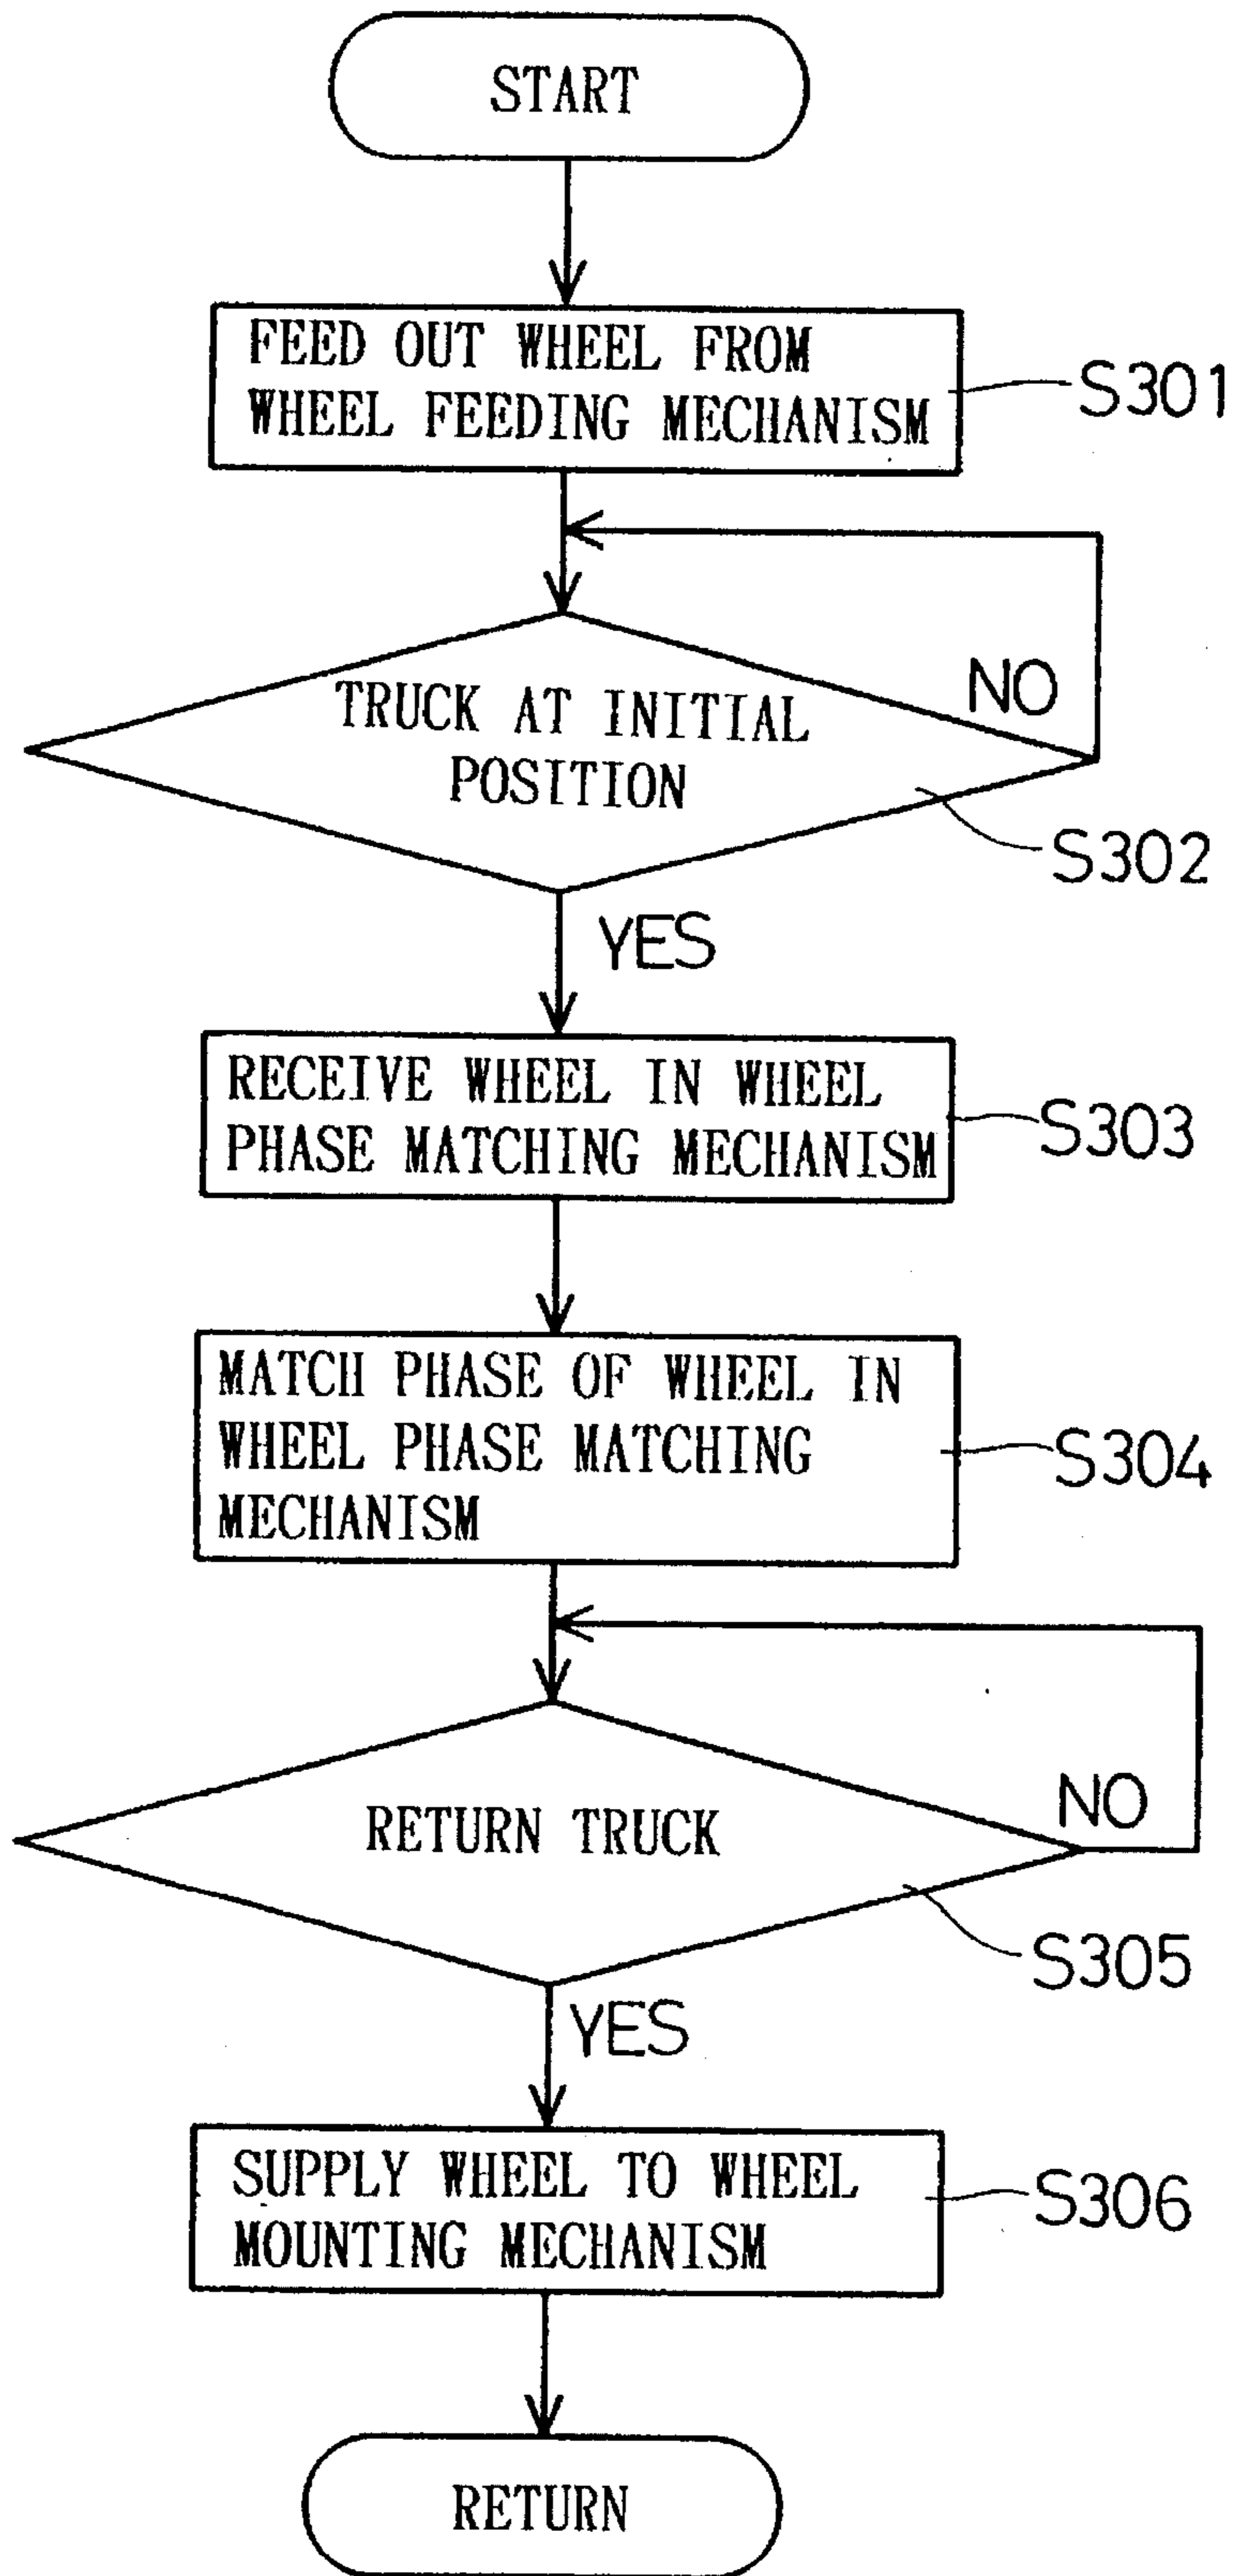 START
FEED OUT WHEEL FROM
WHEEL FEEDING MECHANISM
S301
NO
TRUCK AT INITIAL
POSITION
S302
YES
RECEIVE WHEEL IN WHEEL
PHASE MATCHING MECHANISM
S303
MATCH PHASE OF WHEEL IN
WHEEL PHASE MATCHING
MECHANISM
S304
NO
RETURN TRUCK
S305
YES
SUPPLY WHEEL TO WHEEL
MOUNTING MECHANISM
S306
RETURN